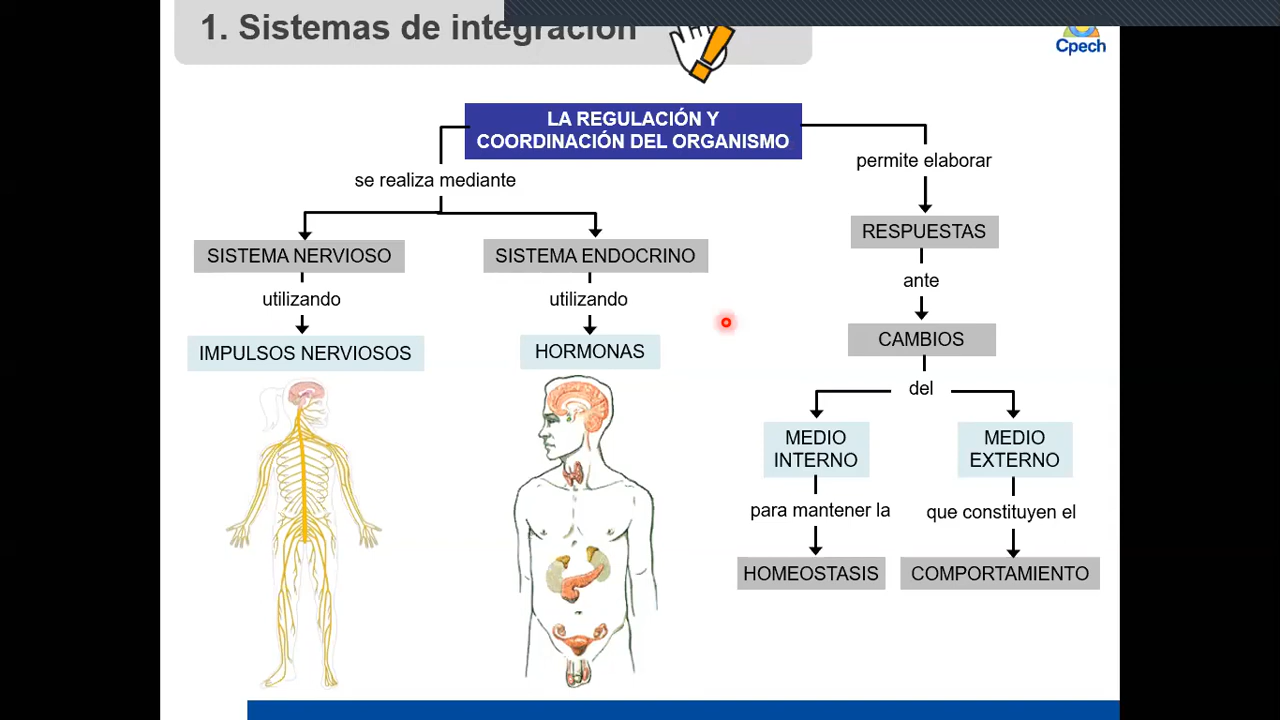 1. Sistemas de integración
Cpech
LA REGULACIÓN Y
COORDINACIÓN DEL ORGANISMO
se realiza mediante
permite elaborar
SISTEMA NERVIOSO
SISTEMA ENDOCRINO
RESPUESTAS
utilizando
utilizando
ante
IMPULSOS NERVIOSOS
HORMONAS
CAMBIOS
del
MEDIO
INTERNO
MEDIO
EXTERNO
para mantener la
que constituyen el
HOMEOSTASIS
COMPORTAMIENTO